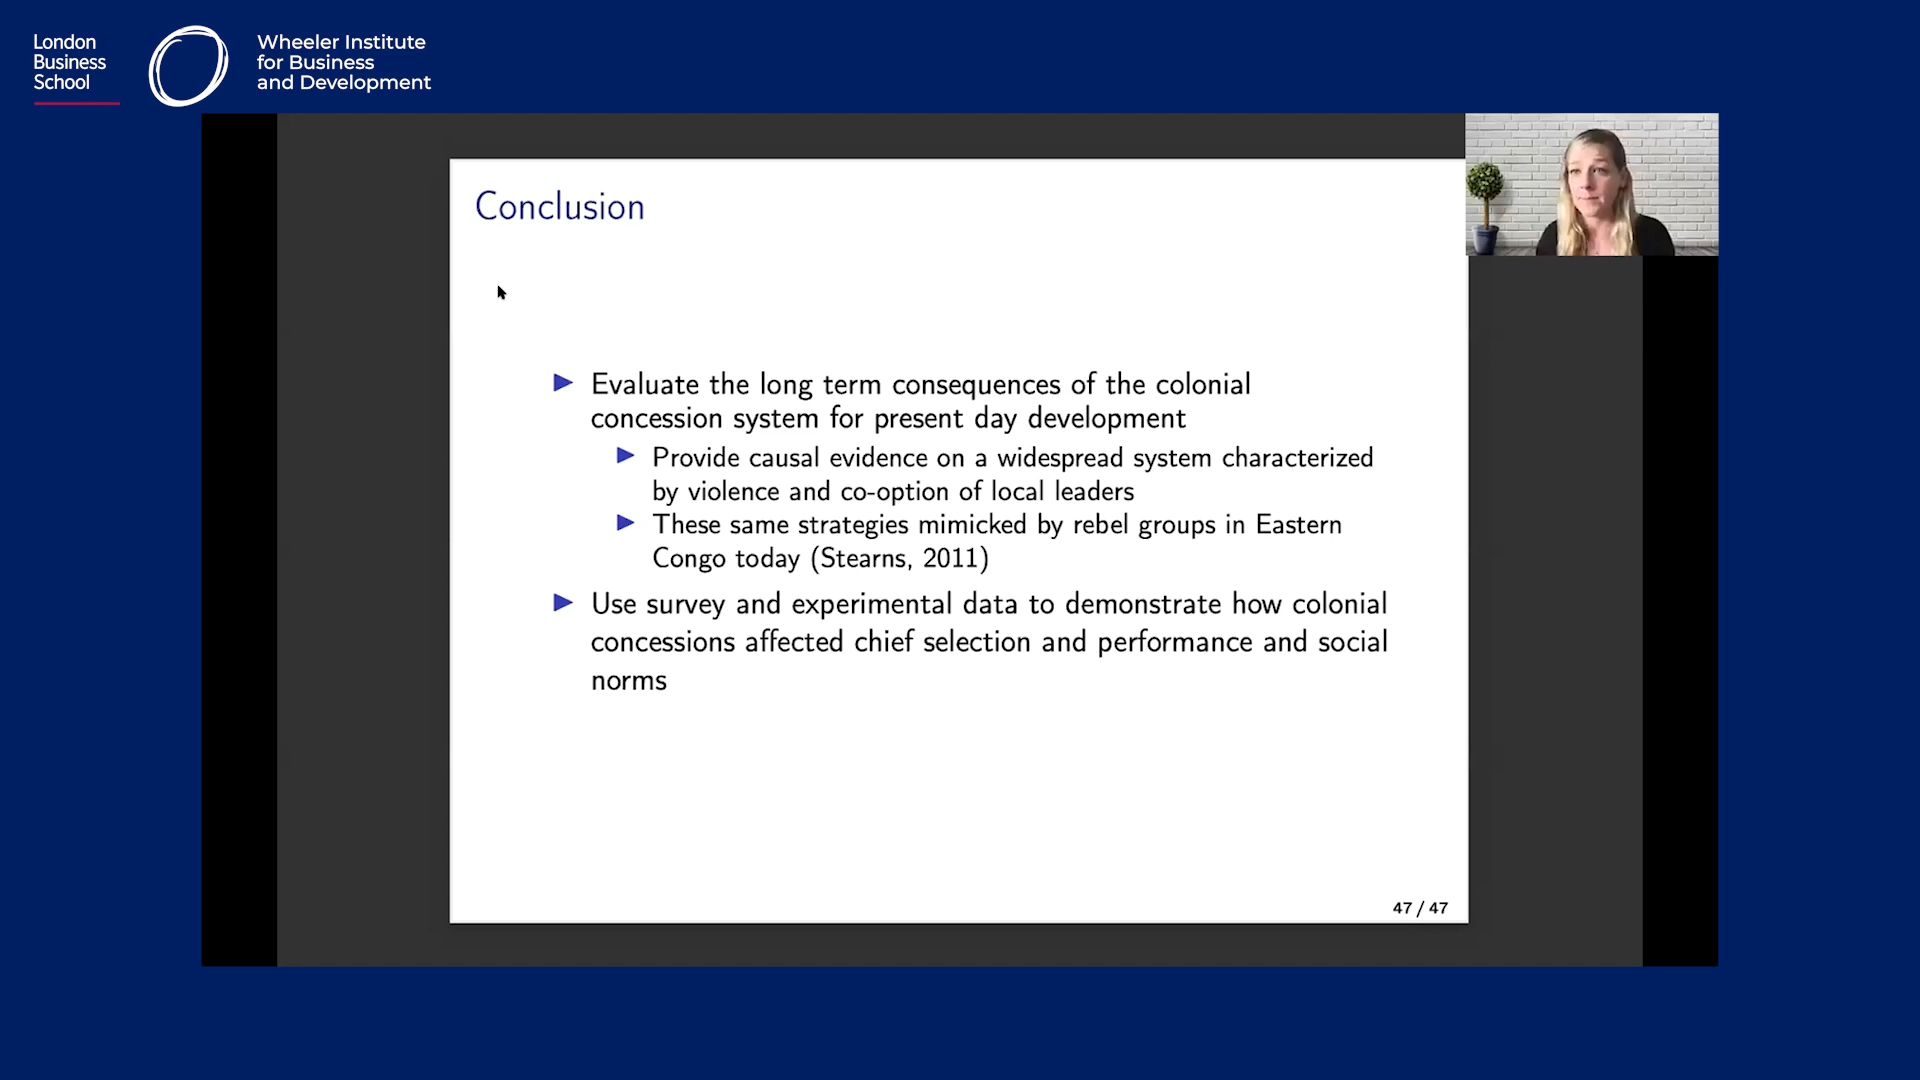 London
Business
School
Wheeler Institute
for Business
and Development
Conclusion
Evaluate the long term consequences of the colonial
concession system for present day development
Provide causal evidence on a widespread system characterized
by violence and co-option of local leaders
These same strategies mimicked by rebel groups in Eastern
Congo today (Stearns, 2011)
Use survey and experimental data to demonstrate how colonial
concessions affected chief selection and performance and social
norms
47 / 47